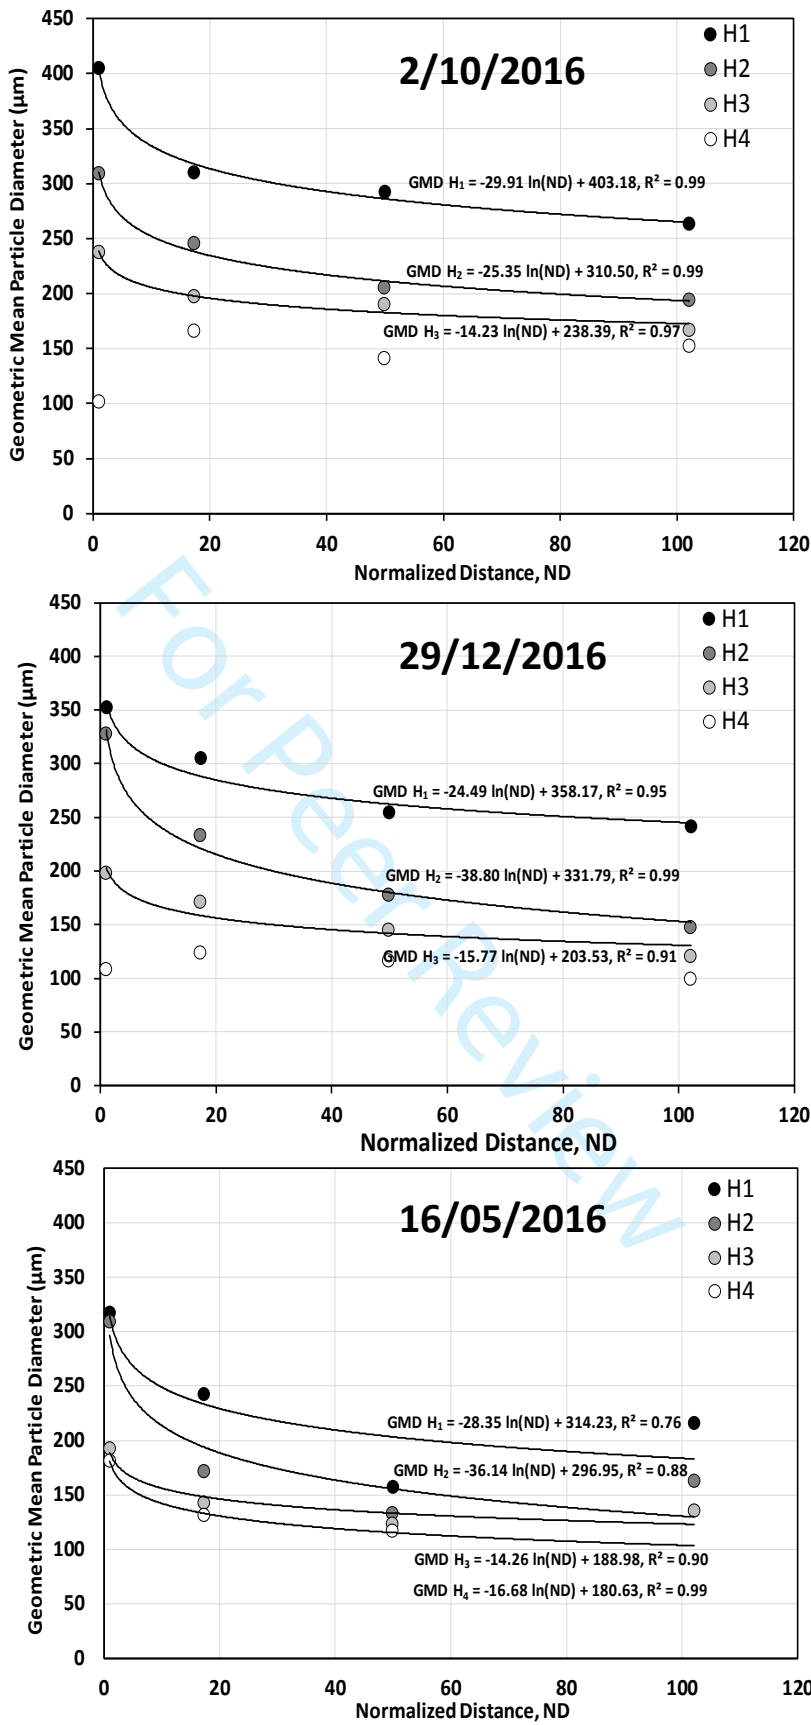 450
400
350
300
250
200
150
100
50
0
Geometric Mean Particle Diameter (μm)
2/10/2016
H1
H2
H3
H4
GMD H₁ = -29.91 ln(ND) + 403.18, R² = 0.99
GMD H₂ = -25.35 ln(ND) + 310.50, R² = 0.99
GMD H₃ = -14.23 ln(ND) + 238.39, R² = 0.97
0 20 40 60 80 100 120
Normalized Distance, ND
For Peer Review
450
400
350
300
250
200
150
100
50
0
Geometric Mean Particle Diameter (μm)
29/12/2016
H1
H2
H3
H4
GMD H₁ = -24.49 ln(ND) + 358.17, R² = 0.95
GMD H₂ = -38.80 ln(ND) + 331.79, R² = 0.99
GMD H₃ = -15.77 ln(ND) + 203.53, R² = 0.91
0 20 40 60 80 100 120
Normalized Distance, ND
450
400
350
300
250
200
150
100
50
0
Geometric Mean Particle Diameter (μm)
16/05/2016
H1
H2
H3
H4
GMD H₁ = -28.35 ln(ND) + 314.23, R² = 0.76
GMD H₂ = -36.14 ln(ND) + 296.95, R² = 0.88
GMD H₃ = -14.26 ln(ND) + 188.98, R² = 0.90
GMD H₄ = -16.68 ln(ND) + 180.63, R² = 0.99
0 20 40 60 80 100 120
Normalized Distance, ND